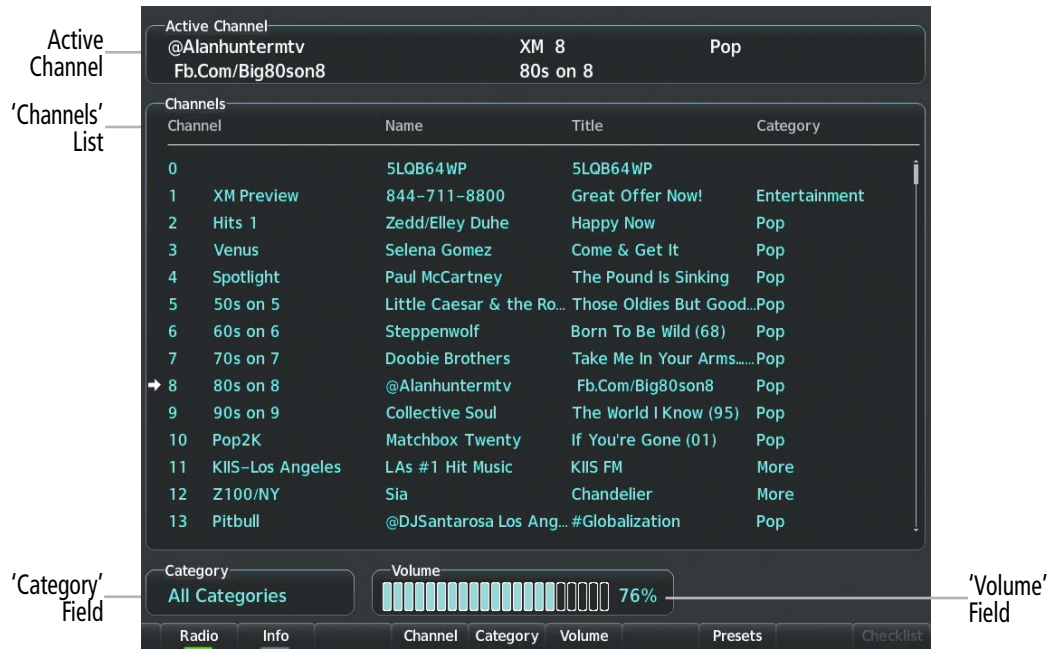 Active
Channel
Active Channel
@Alanhuntermtv XM 8 Pop
Fb.Com/Big80son8 80s on 8
'Channels'
List
Channels
Channel Name Title Category
0 5LQB64WP 5LQB64WP
1 XM Preview 844-711-8800 Great Offer Now! Entertainment
2 Hits 1 Zedd/Elley Duhe Happy Now Pop
3 Venus Selena Gomez Come & Get It Pop
4 Spotlight Paul McCartney The Pound Is Sinking Pop
5 50s on 5 Little Caesar & the Ro... Those Oldies But Good...Pop
6 60s on 6 Steppenwolf Born To Be Wild (68) Pop
7 70s on 7 Doobie Brothers Take Me In Your Arms......Pop
8 80s on 8 @Alanhuntermtv Fb.Com/Big80son8 Pop
9 90s on 9 Collective Soul The World I Know (95) Pop
10 Pop2K Matchbox Twenty If You're Gone (01) Pop
11 KIIS-Los Angeles LAs #1 Hit Music KIIS FM More
12 Z100/NY Sia Chandelier More
13 Pitbull @DJSantarosa Los Ang... #Globalization Pop
'Category'
Field
Category
All Categories
Volume
76%
'Volume'
Field
Radio Info Channel Category Volume Presets Checklist